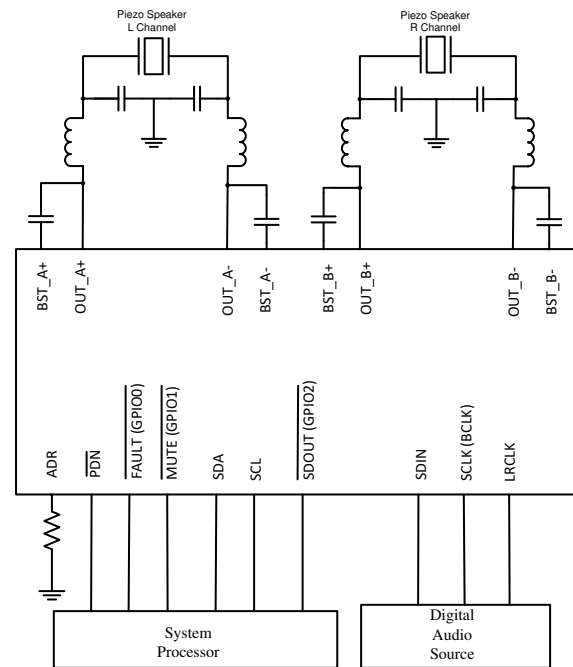 Piezo Speaker
L Channel
Piezo Speaker
R Channel
BST_A+
OUT_A+
OUT_A-
BST_A-
BST_B+
OUT_B+
OUT_B-
BST_B-
ADR
PDN
FAULT (GPIO0)
MUTE (GPIO1)
SDA
SCL
SDOUT (GPIO2)
SDIN
SCLK (BCLK)
LRCLK
System
Processor
Digital
Audio
Source